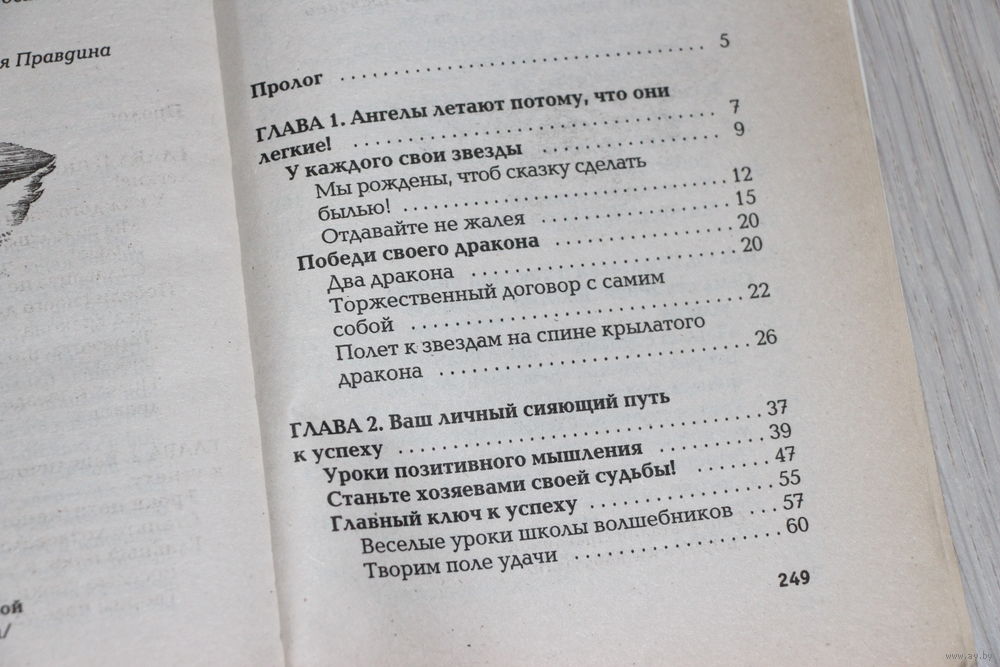 я Правдина
ой
Пролог 5
ГЛАВА 1. Ангелы летают потому, что они
легкие! 7
У каждого свои звезды 9
Мы рождены, чтоб сказку сделать
былью! 12
Отдавайте не жалея 15
Победи своего дракона 20
Два дракона 20
Торжественный договор с самим
собой 22
Полет к звездам на спине крылатого
дракона 26
ГЛАВА 2. Ваш личный сияющий путь
к успеху 37
Уроки позитивного мышления 39
Станьте хозяевами своей судьбы! 47
Главный ключ к успеху 55
Веселые уроки школы волшебников 57
Творим поле удачи 60
249
www.ay.by